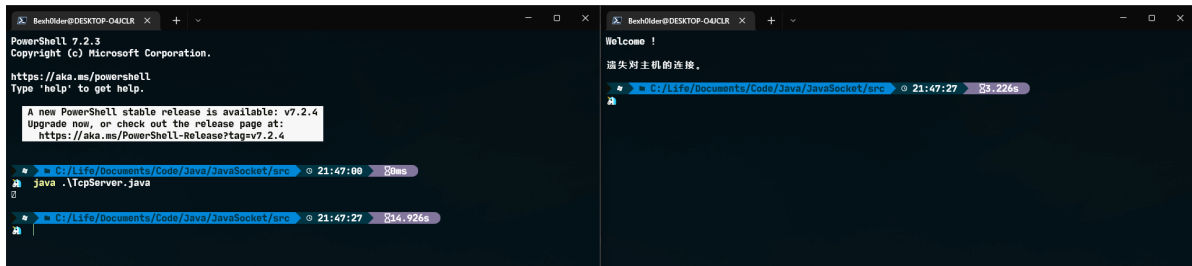 Bexh0lder@DESKTOP-O4JCLR
PowerShell 7.2.3
Copyright (c) Microsoft Corporation.
https://aka.ms/powershell
Type 'help' to get help.
A new PowerShell stable release is available: v7.2.4
Upgrade now, or check out the release page at:
https://aka.ms/PowerShell-Release?tag=v7.2.4
C:/Life/Documents/Code/Java/JavaSocket/src 21:47:00 0ms
java .\TcpServer.java
C:/Life/Documents/Code/Java/JavaSocket/src 21:47:27 14.926s
Bexh0lder@DESKTOP-O4JCLR
Welcome !
遗失对主机的连接。
C:/Life/Documents/Code/Java/JavaSocket/src 21:47:27 3.226s